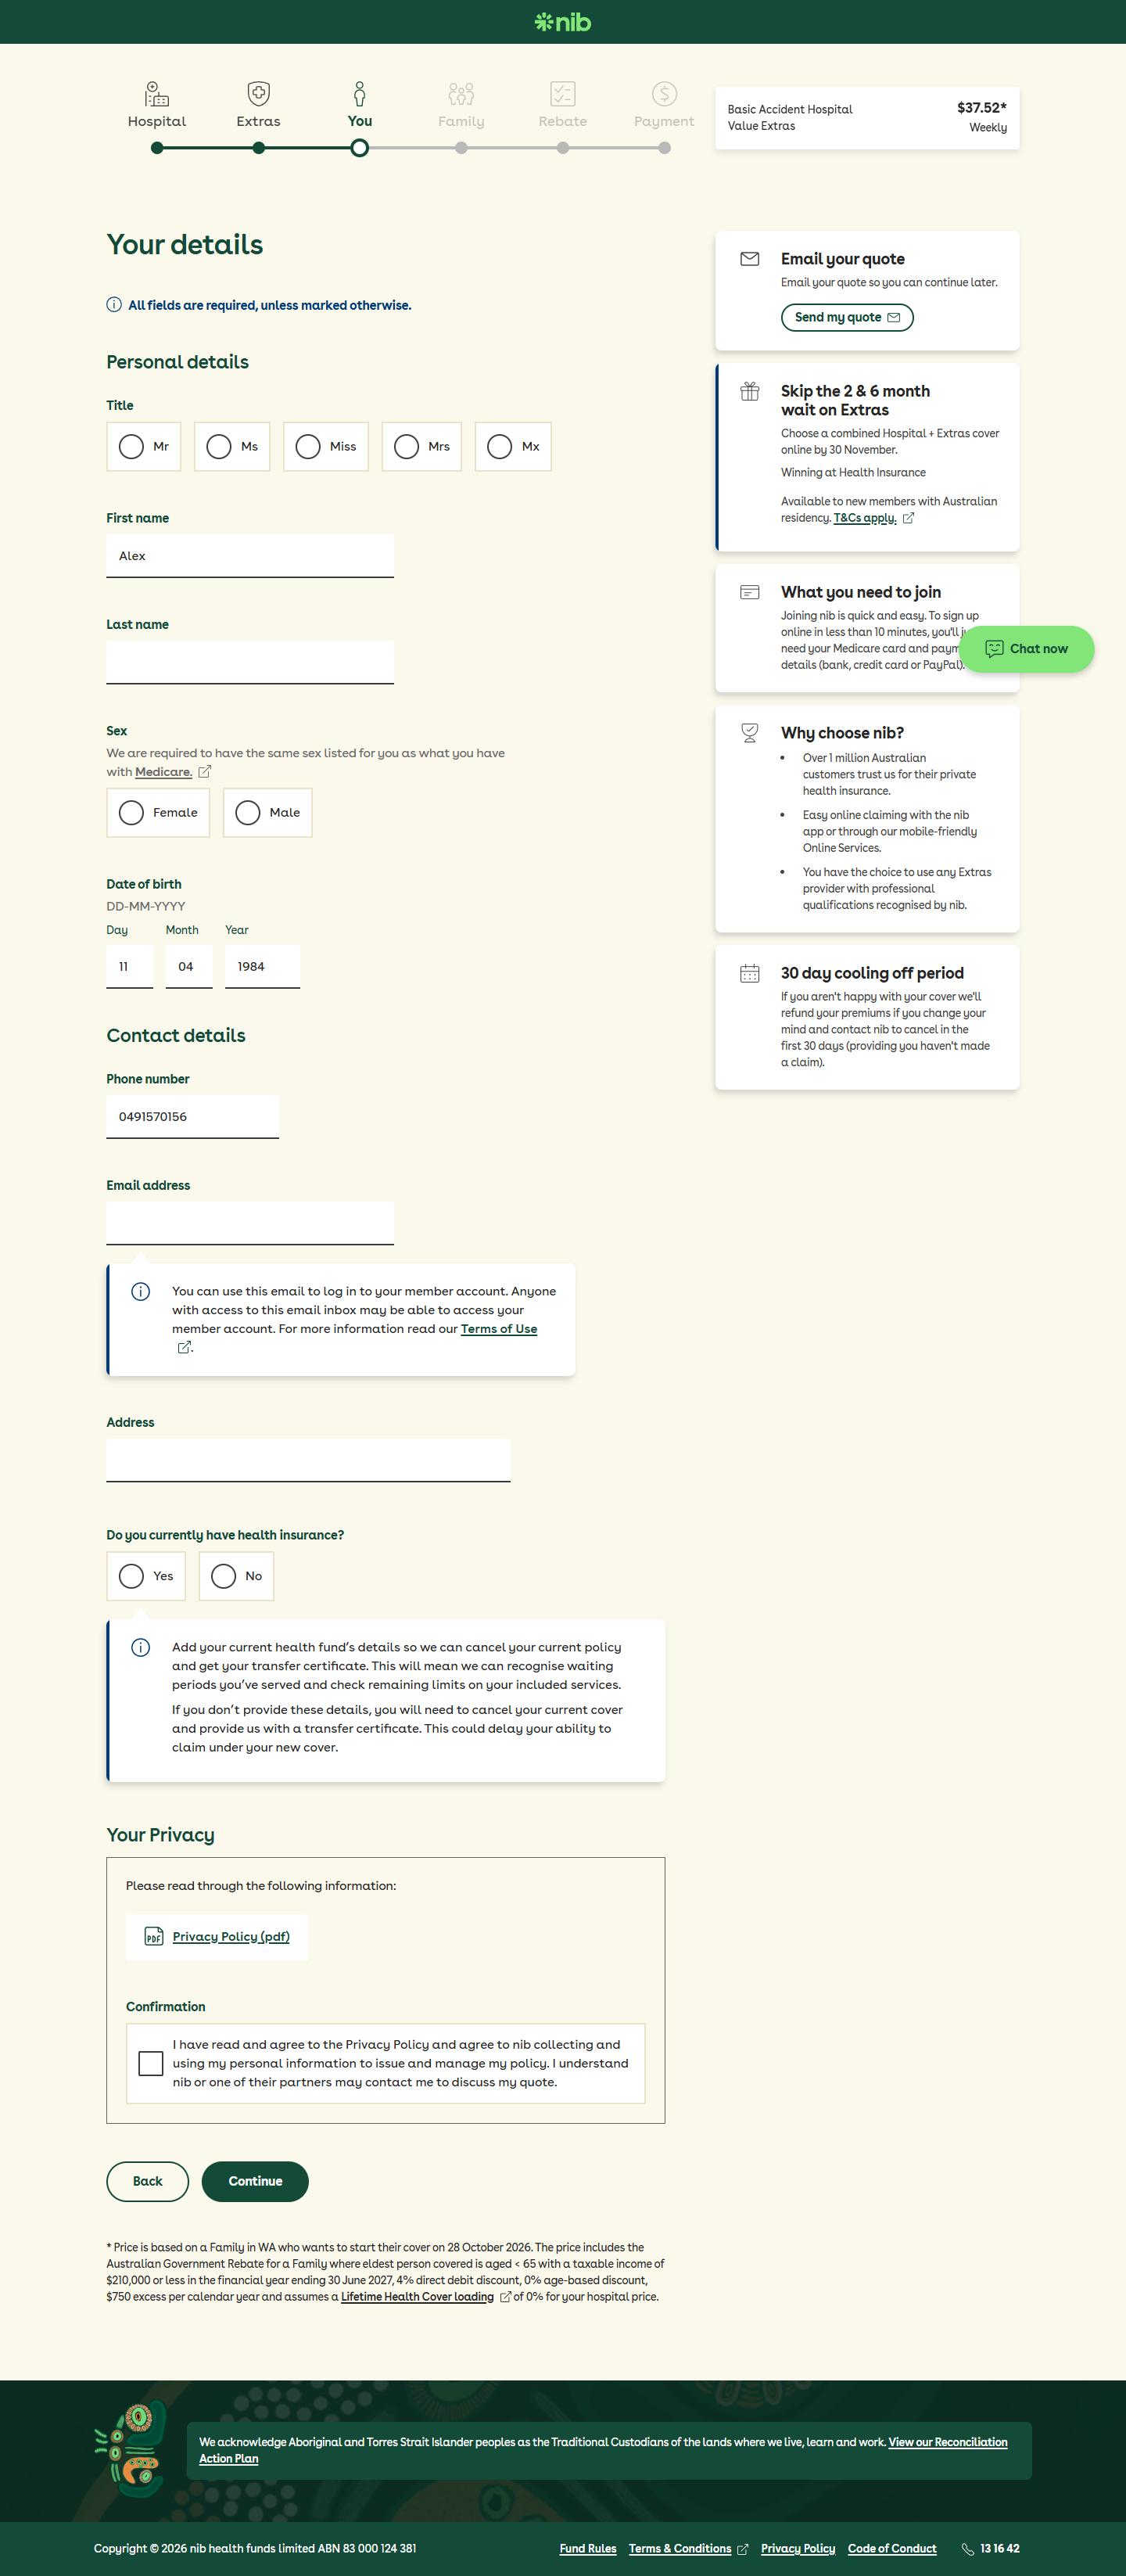 nib
Hospital
Extras
You
Family
Rebate
Payment
Basic Accident Hospital
Value Extras
$37.52*
Weekly
Your details
All fields are required, unless marked otherwise.
Personal details
Title
Mr
Ms
Miss
Mrs
Mx
First name
Alex
Last name
Sex
We are required to have the same sex listed for you as what you have
with Medicare.
Female
Male
Date of birth
DD-MM-YYYY
Day
Month
Year
11
04
1984
Contact details
Phone number
0491570156
Email address
You can use this email to log in to your member account. Anyone
with access to this email inbox may be able to access your
member account. For more information read our Terms of Use
.
Address
Do you currently have health insurance?
Yes
No
Add your current health fund's details so we can cancel your current policy
and get your transfer certificate. This will mean we can recognise waiting
periods you've served and check remaining limits on your included services.
If you don't provide these details, you will need to cancel your current cover
and provide us with a transfer certificate. This could delay your ability to
claim under your new cover.
Your Privacy
Please read through the following information:
PDF
Privacy Policy (pdf)
Confirmation
I have read and agree to the Privacy Policy and agree to nib collecting and
using my personal information to issue and manage my policy. I understand
nib or one of their partners may contact me to discuss my quote.
Back
Continue
* Price is based on a Family in WA who wants to start their cover on 28 October 2026. The price includes the
Australian Government Rebate for a Family where eldest person covered is aged < 65 with a taxable income of
$210,000 or less in the financial year ending 30 June 2027, 4% direct debit discount, 0% age-based discount,
$750 excess per calendar year and assumes a Lifetime Health Cover loading of 0% for your hospital price.
Email your quote
Email your quote so you can continue later.
Send my quote
Skip the 2 & 6 month
wait on Extras
Choose a combined Hospital + Extras cover
online by 30 November.
Winning at Health Insurance
Available to new members with Australian
residency. T&Cs apply.
What you need to join
Joining nib is quick and easy. To sign up
online in less than 10 minutes, you'll
need your Medicare card and
details (bank, credit card or PayPal).
Chat now
Why choose nib?
• Over 1 million Australian
customers trust us for their private
health insurance.
• Easy online claiming with the nib
app or through our mobile-friendly
Online Services.
• You have the choice to use any Extras
provider with professional
qualifications recognised by nib.
30 day cooling off period
If you aren't happy with your cover we'll
refund your premiums if you change your
mind and contact nib to cancel in the
first 30 days (providing you haven't made
a claim).
We acknowledge Aboriginal and Torres Strait Islander peoples as the Traditional Custodians of the lands where we live, learn and work. View our Reconciliation
Action Plan
Copyright © 2026 nib health funds limited ABN 83 000 124 381
Fund Rules
Terms & Conditions
Privacy Policy
Code of Conduct
13 16 42